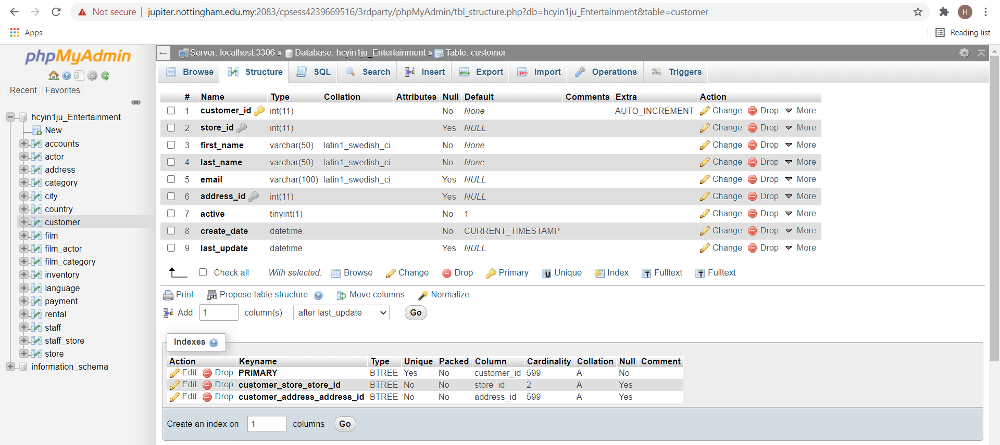 Not secure | jupiter.nottingham.edu.my:2083/cpsess4239669516/3rdparty/phpMyAdmin/tbl_structure.php?db=hcyin1ju_Entertainment&table=customer H
Apps Reading list
phpMyAdmin
Recent Favorites
hcyin1ju_Entertainment
New
accounts
actor
address
category
city
country
customer
film
film_actor
film_category
inventory
language
payment
rental
staff
staff_store
store
information_schema
Server: localhost:3306 » Database: hcyin1ju_Entertainment » Table: customer
Browse Structure SQL Search Insert Export Import Operations Triggers
# Name Type Collation Attributes Null Default Comments Extra Action
1 customer_id int(11) No None AUTO_INCREMENT Change Drop More
2 store_id int(11) Yes NULL Change Drop More
3 first_name varchar(50) latin1_swedish_ci No None Change Drop More
4 last_name varchar(50) latin1_swedish_ci No None Change Drop More
5 email varchar(100) latin1_swedish_ci Yes NULL Change Drop More
6 address_id int(11) Yes NULL Change Drop More
7 active tinyint(1) No 1 Change Drop More
8 create_date datetime No CURRENT_TIMESTAMP Change Drop More
9 last_update datetime Yes NULL Change Drop More
Check all With selected: Browse Change Drop Primary Unique Index Fulltext Fulltext
Print Propose table structure Move columns Normalize
Add 1 column(s) after last_update Go
Indexes
Action Keyname Type Unique Packed Column Cardinality Collation Null Comment
Edit Drop PRIMARY BTREE Yes No customer_id 599 A No
Edit Drop customer_store_store_id BTREE No No store_id 2 A Yes
Edit Drop customer_address_address_id BTREE No No address_id 599 A Yes
Create an index on 1 columns Go